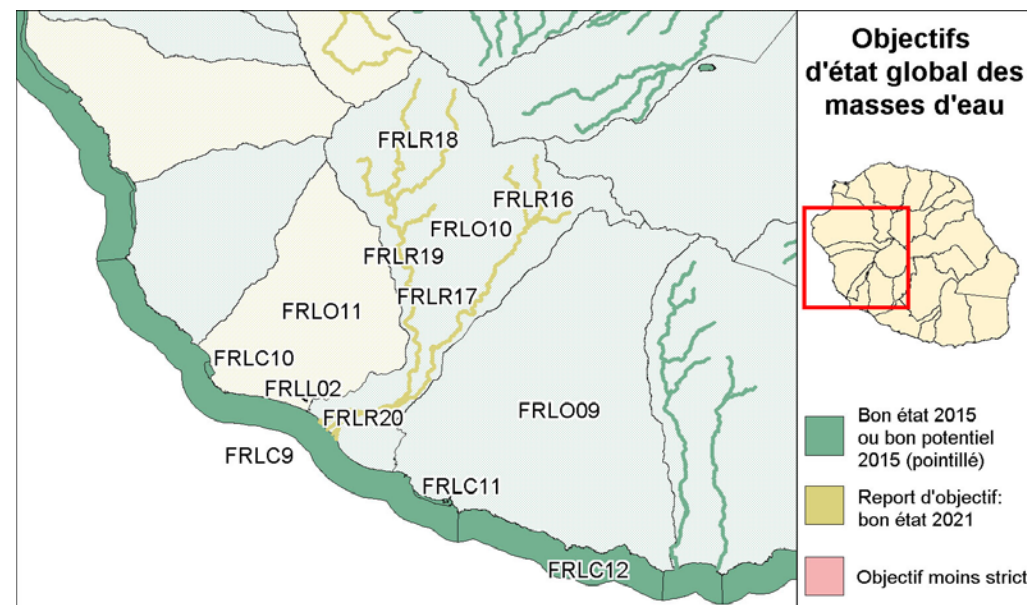 Objectifs
d'état global des
masses d'eau
FRLR18
FRLR16
FRLO10
FRLR19
FRLR17
FRLO11
FRLC10
FRLL02
FRLR20
FRLO09
FRLC9
FRLC11
FRLC12
Bon état 2015
ou bon potentiel
2015 (pointillé)
Report d'objectif:
bon état 2021
Objectif moins strict